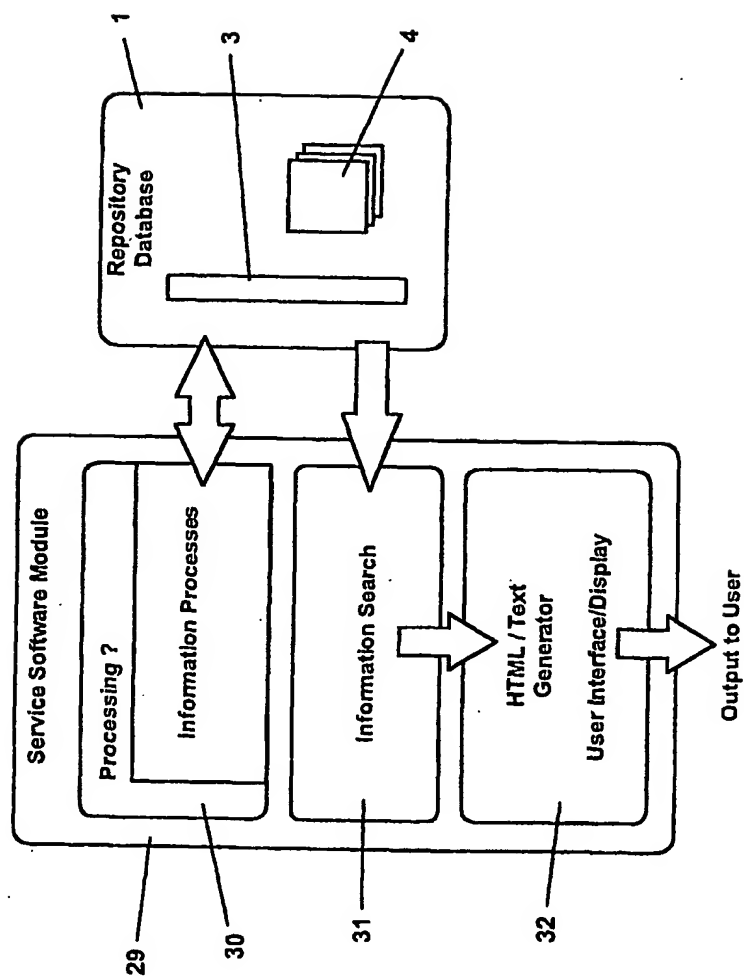 Service Software Module
Processing ?
Information Processes
Information Search
HTML / Text
Generator
User Interface/Display
Output to User
Repository
Database
1
3
4
29
30
31
32